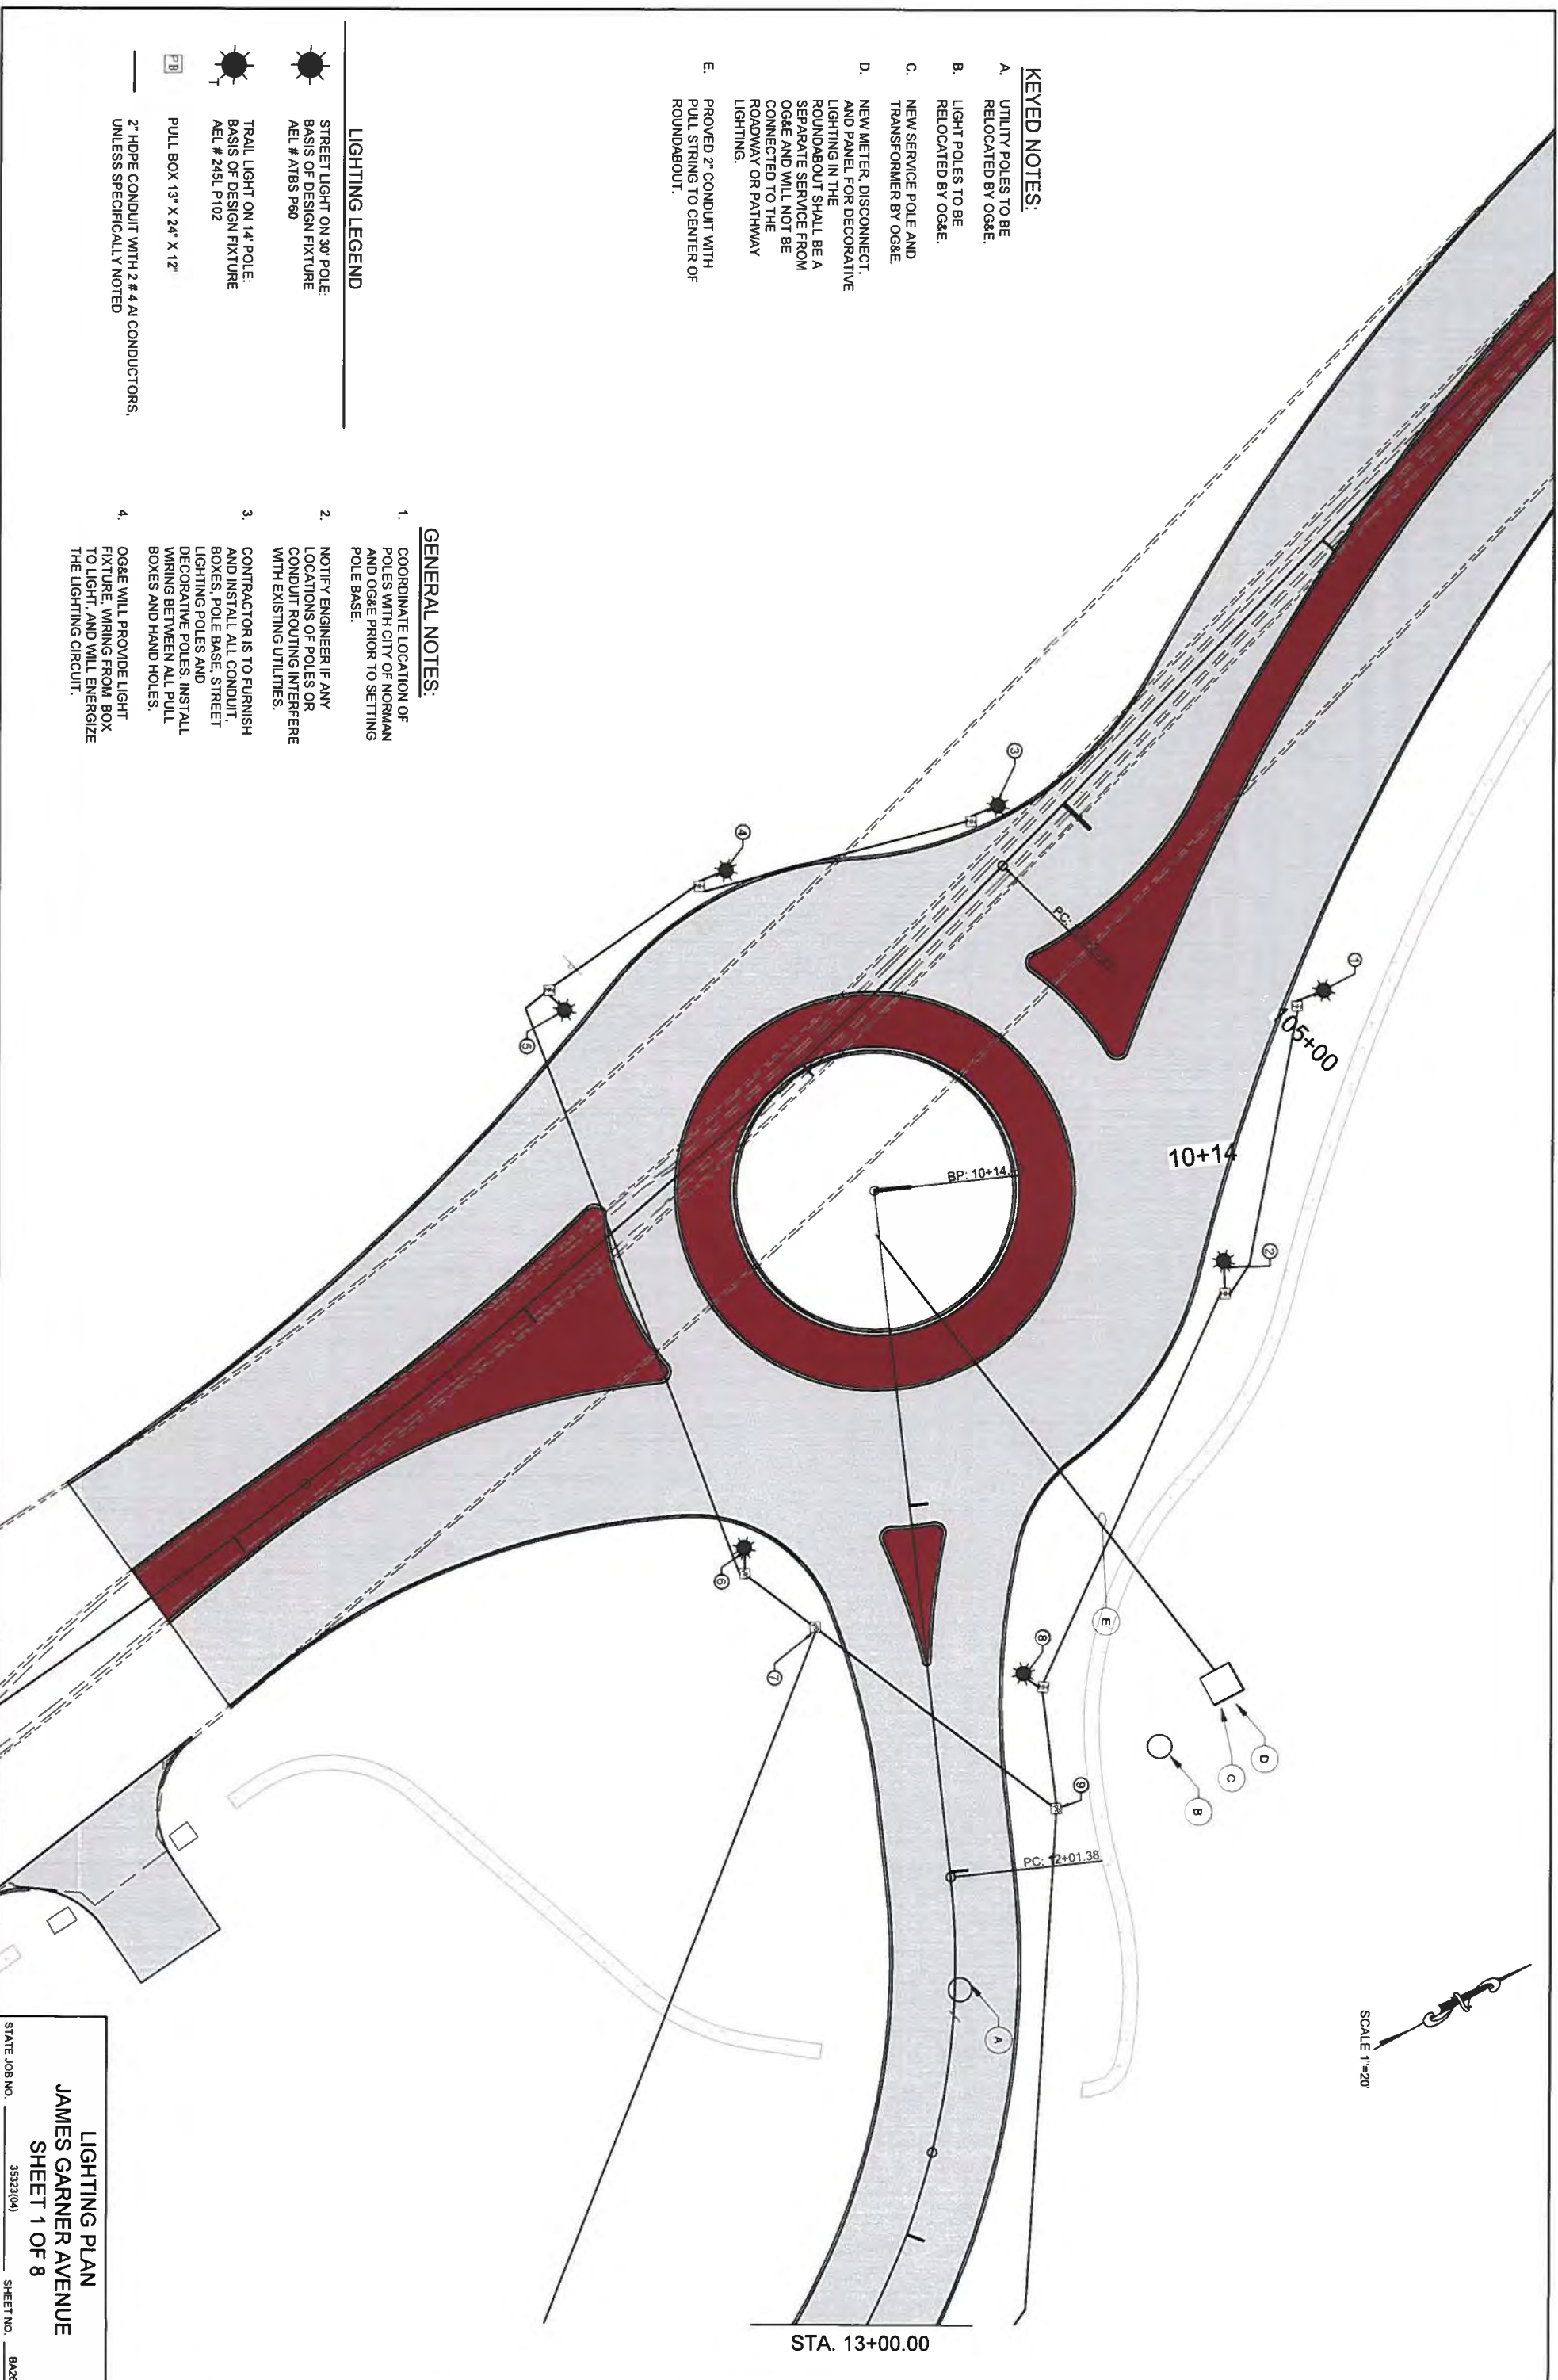 KEYED NOTES:
A. UTILITY POLES TO BE
RELOCATED BY OG&E.
B. LIGHT POLES TO BE
RELOCATED BY OG&E.
C. NEW SERVICE POLE AND
TRANSFORMER BY OG&E.
D. NEW METER, DISCONNECT,
AND PANEL FOR DECORATIVE
LIGHTING IN THE
ROUNDABOUT SHALL BE A
SEPARATE SERVICE FROM
OG&E AND WILL NOT BE
CONNECTED TO THE
ROADWAY OR PATHWAY
LIGHTING.
E. PROVED 2" CONDUIT WITH
PULL STRING TO CENTER OF
ROUNDABOUT.
LIGHTING LEGEND
STREET LIGHT ON 30' POLE:
BASIS OF DESIGN FIXTURE
AEL # ATBS P60
T
TRAIL LIGHT ON 14' POLE:
BASIS OF DESIGN FIXTURE
AEL # 245L P102
PB
PULL BOX 13" X 24" X 12"
2" HDPE CONDUIT WITH 2 # 4 Al CONDUCTORS,
UNLESS SPECIFICALLY NOTED
GENERAL NOTES:
1. COORDINATE LOCATION OF
POLES WITH CITY OF NORMAN
AND OG&E PRIOR TO SETTING
POLE BASE.
2. NOTIFY ENGINEER IF ANY
LOCATIONS OF POLES OR
CONDUIT ROUTING INTERFERE
WITH EXISTING UTILITIES.
3. CONTRACTOR IS TO FURNISH
AND INSTALL ALL CONDUIT,
BOXES, POLE BASE, STREET
LIGHTING POLES AND
DECORATIVE POLES. INSTALL
WIRING BETWEEN ALL PULL
BOXES AND HAND HOLES.
4. OG&E WILL PROVIDE LIGHT
FIXTURE, WIRING FROM BOX
TO LIGHT, AND WILL ENERGIZE
THE LIGHTING CIRCUIT.
3
4
5
1
2
PC:
105+00
10+14
BP: 10+14.
6
7
8
9
E
D
C
B
PC: 12+01.38
A
SCALE 1"=20'
STA. 13+00.00
LIGHTING PLAN
JAMES GARNER AVENUE
SHEET 1 OF 8
STATE JOB NO. 35323(04) SHEET NO.